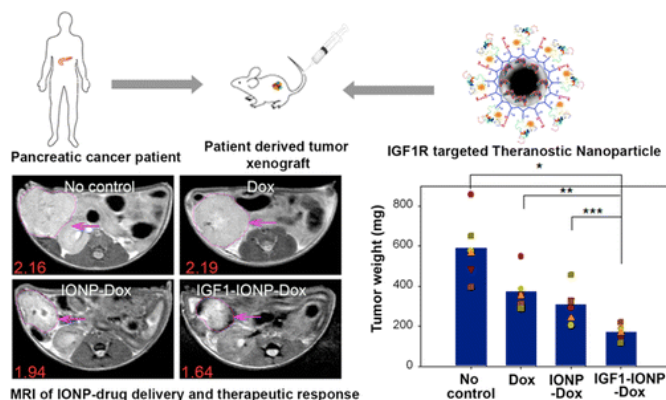 Pancreatic cancer patient
Patient derived tumor
xenograft
IGF1R targeted Theranostic Nanoparticle
No control
Dox
2.16
2.19
IONP-Dox
IGF1-IONP-Dox
1.94
1.64
MRI of IONP-drug delivery and therapeutic response
*
**
***
Tumor weight (mg)
800
600
400
200
0
No
control
Dox
IONP
-Dox
IGF1-IONP
-Dox